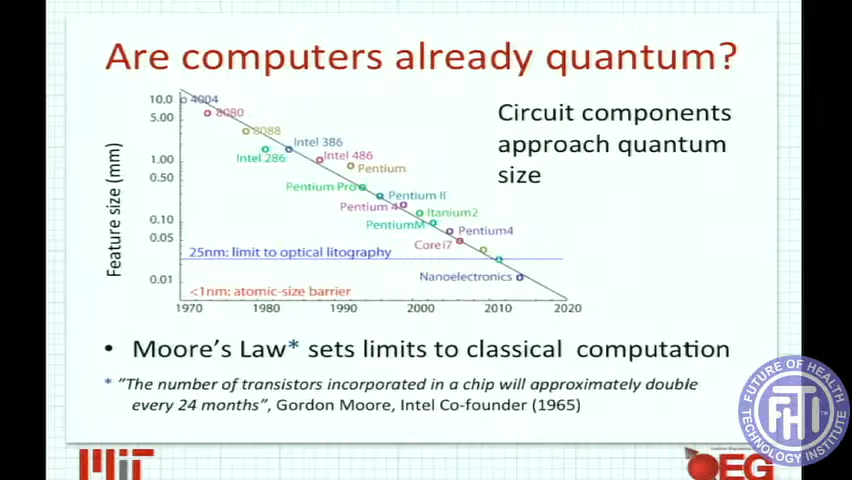 Are computers already quantum?
10.0
5.00
1.00
0.50
0.10
0.05
0.01
Feature size (mm)
4004
8080
8088
Intel 286
Intel 386
Intel 486
Pentium
Pentium Pro
Pentium II
Pentium 4
Itanium2
PentiumM
Pentium4
Core i7
25nm: limit to optical litography
Nanoelectronics
<1nm: atomic-size barrier
1970
1980
1990
2000
2010
2020
Circuit components
approach quantum
size
• Moore's Law* sets limits to classical computation
* "The number of transistors incorporated in a chip will approximately double
every 24 months", Gordon Moore, Intel Co-founder (1965)
MIT
QEG
FUTURE OF HEALTH
FHTI
TM
TECHNOLOGY INSTITUTE